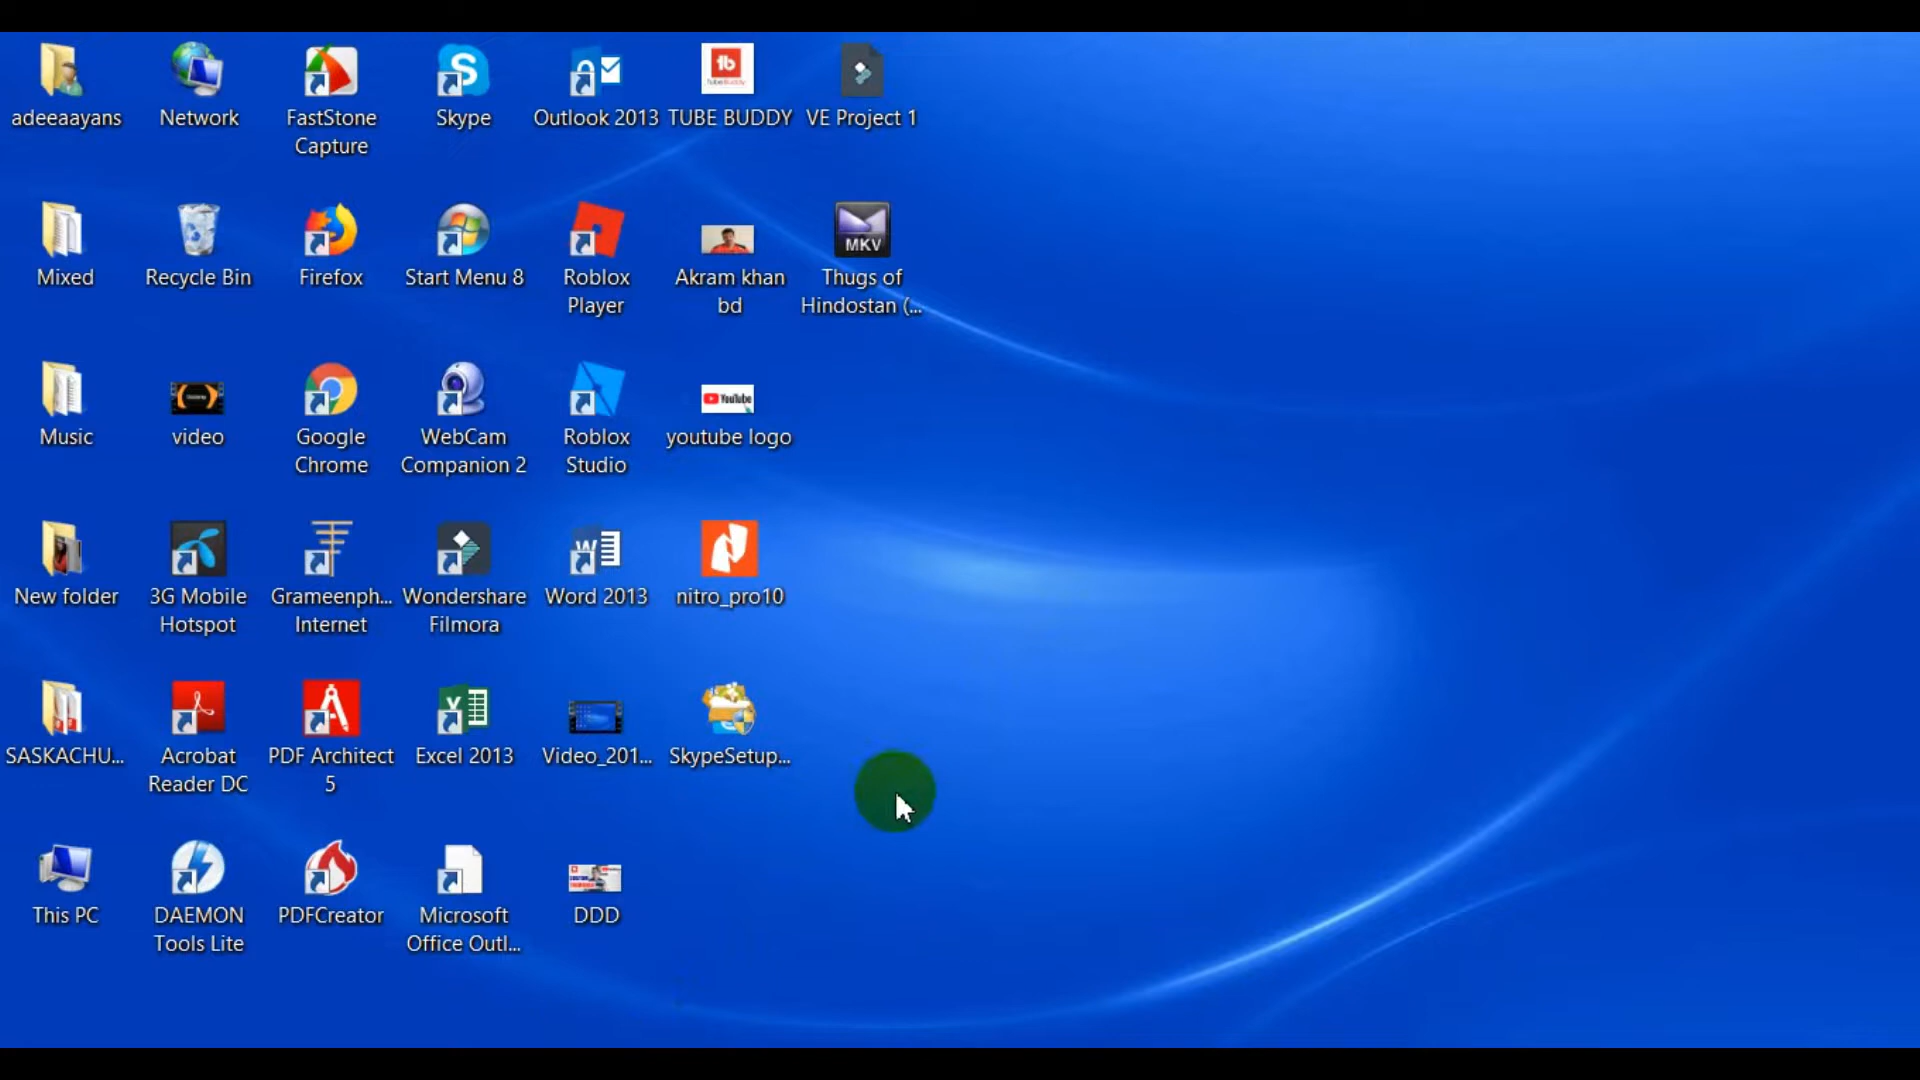 adeeaayans
Network
FastStone
Capture
Skype
Outlook 2013
TUBE BUDDY
VE Project 1
Mixed
Recycle Bin
Firefox
Start Menu 8
Roblox
Player
Akram khan
bd
MKV
Thugs of
Hindostan (...
Music
video
Google
Chrome
WebCam
Companion 2
Roblox
Studio
YouTube
youtube logo
New folder
3G Mobile
Hotspot
Grameenph...
Internet
Wondershare
Filmora
Word 2013
nitro_pro10
SASKACHU...
Acrobat
Reader DC
PDF Architect
5
Excel 2013
Video_201...
SkypeSetup...
This PC
DAEMON
Tools Lite
PDFCreator
Microsoft
Office Outl...
DDD